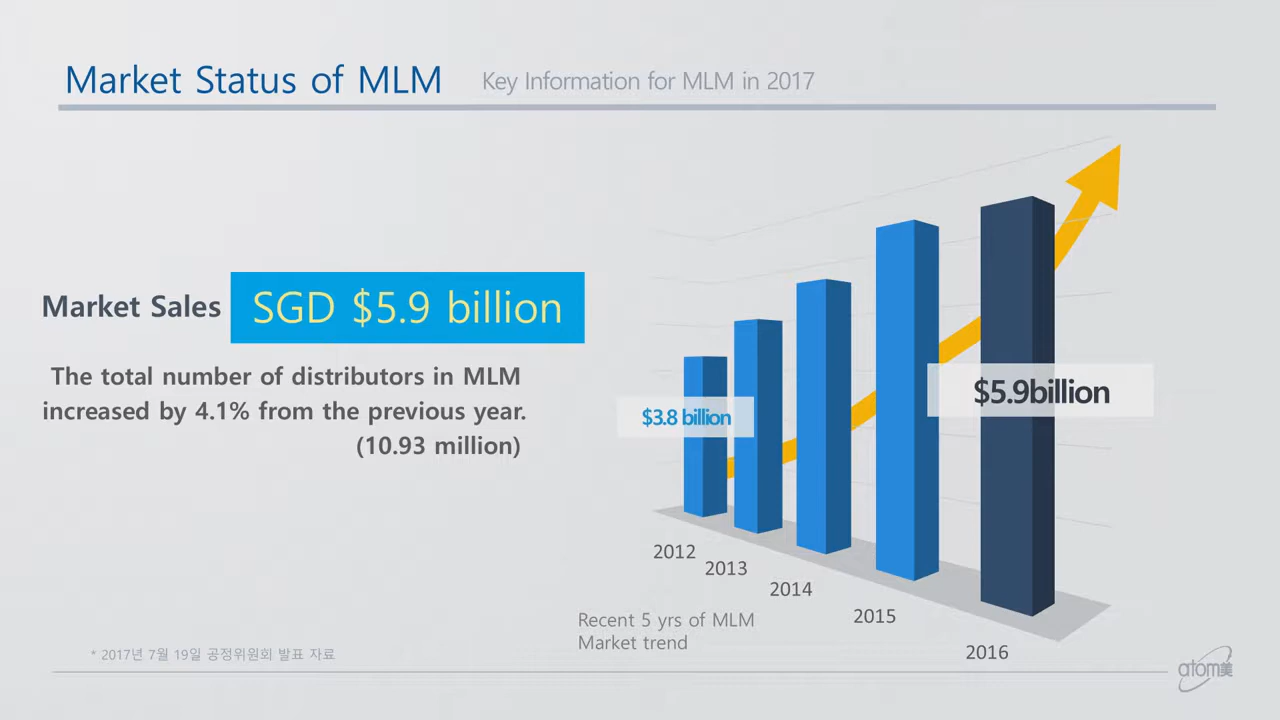 Market Status of MLM
Key Information for MLM in 2017
Market Sales
SGD $5.9 billion
The total number of distributors in MLM
increased by 4.1% from the previous year.
(10.93 million)
$3.8 billion
$5.9billion
2012
2013
2014
2015
2016
Recent 5 yrs of MLM
Market trend
* 2017년 7월 19일 공정위원회 발표 자료
atom美